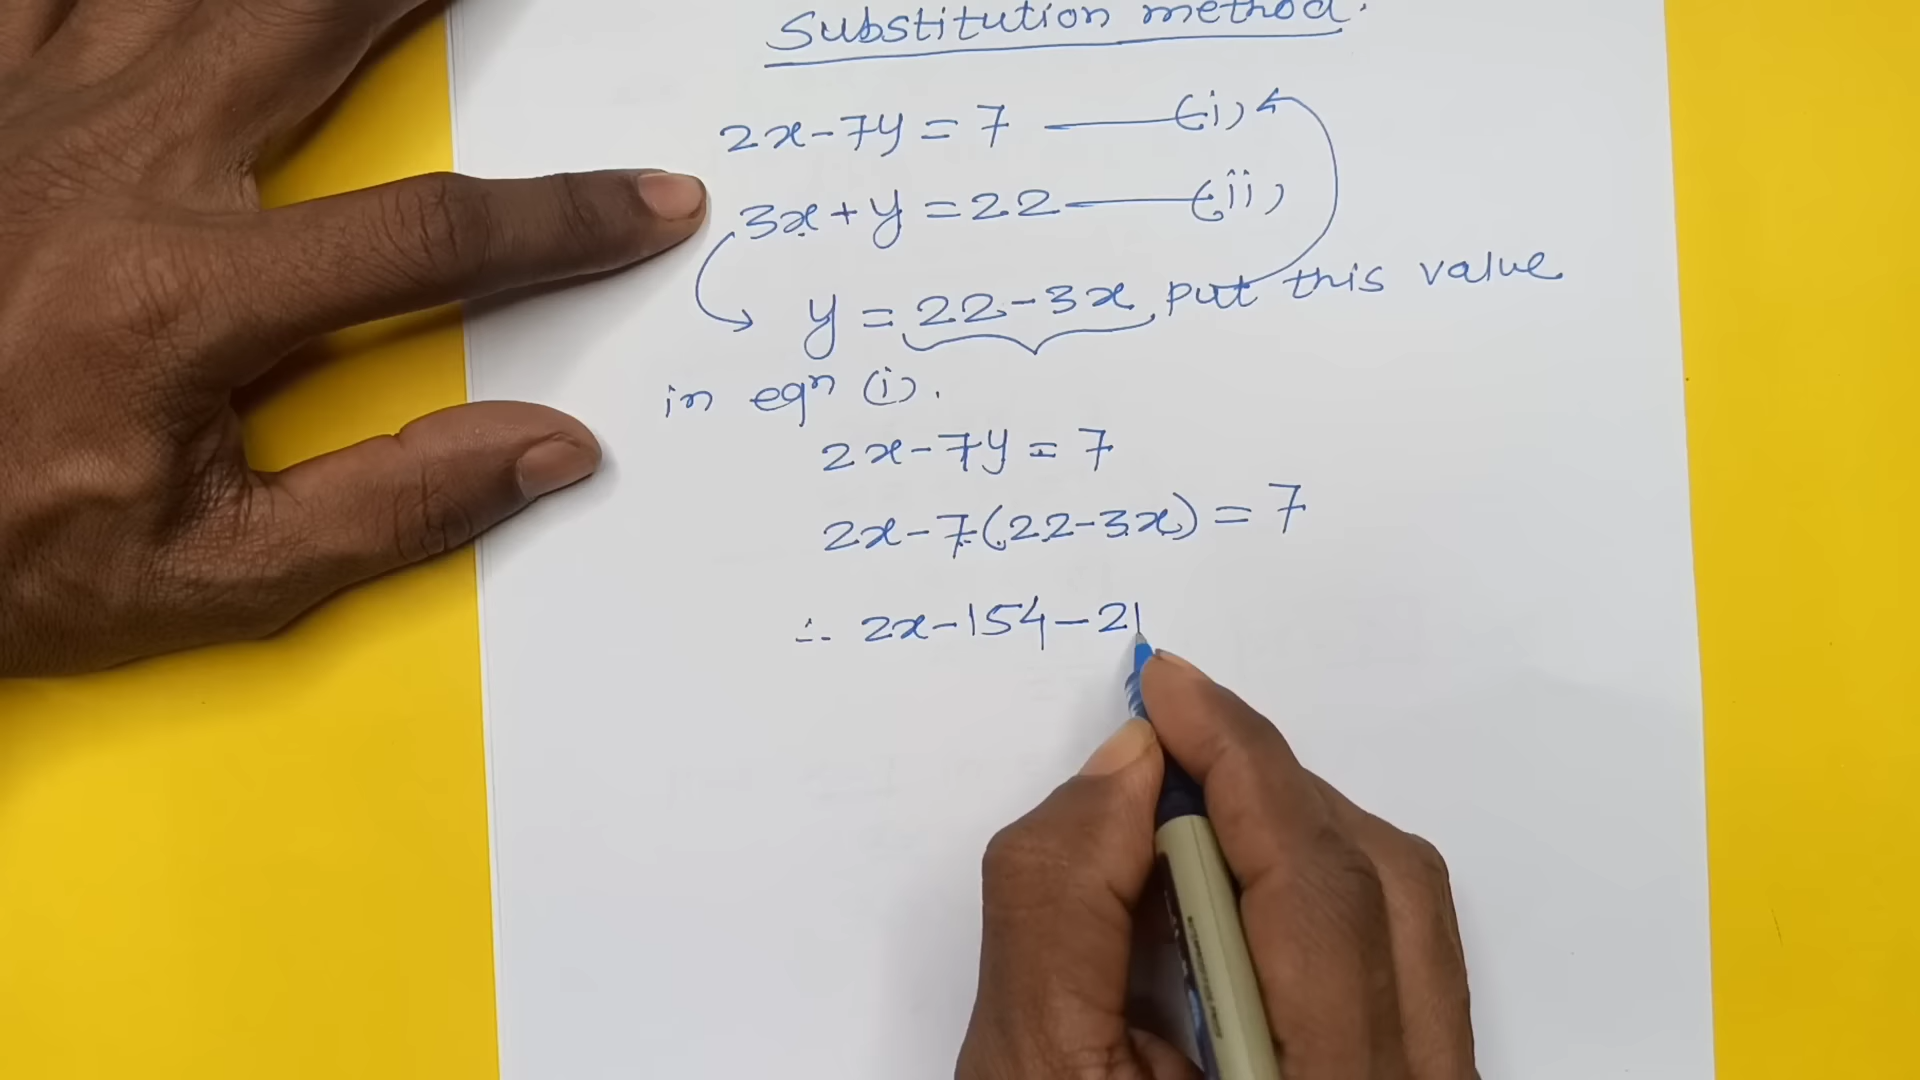 Substitution method.
2x-7y=7 —— (i)
3x+y=22 —— (ii)
y=22-3x put this value
in eqn (i).
2x-7y=7
2x-7(22-3x)=7
∴ 2x-154-21